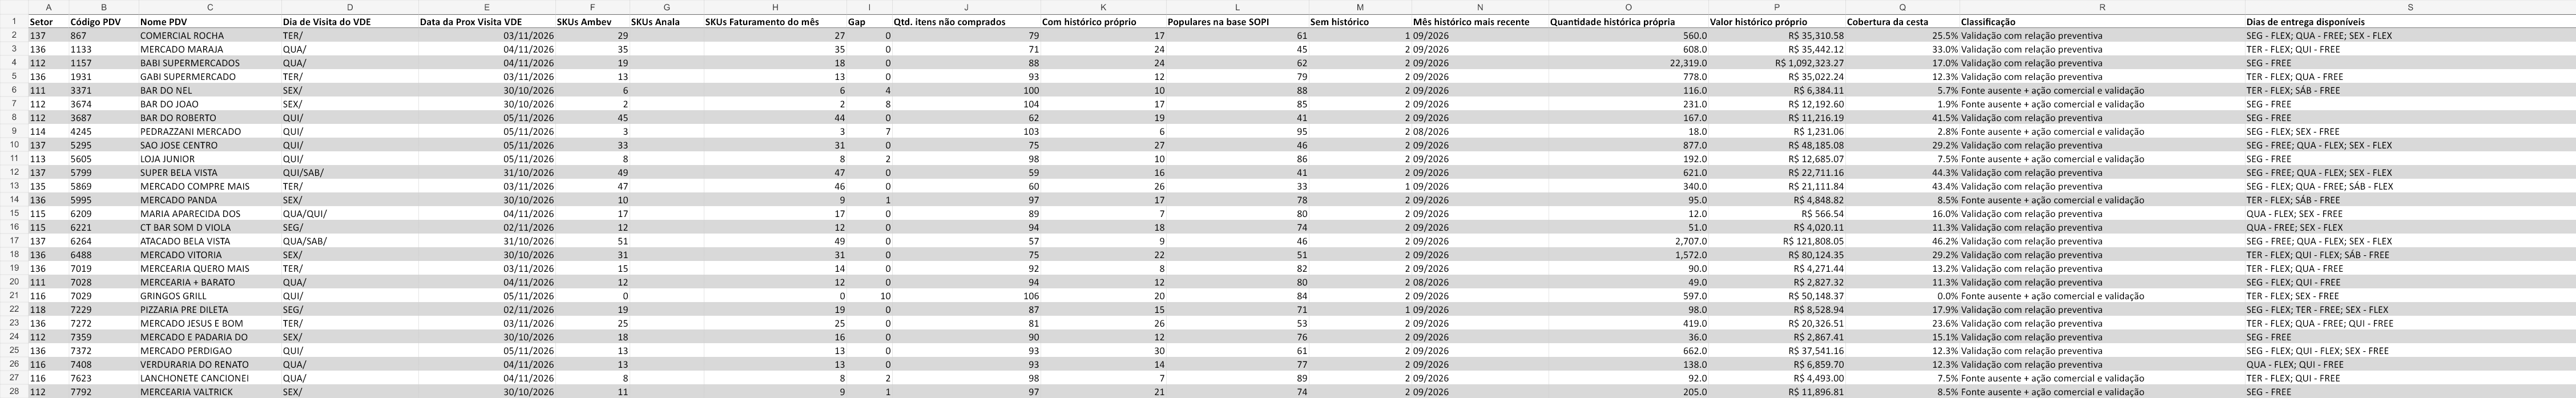 A B C D E F G H I J K L M N O P Q R S
1 Setor Código PDV Nome PDV Dia de Visita do VDE Data da Prox Visita VDE SKUs Ambev SKUs Anala SKUs Faturamento do mês Gap Qtd. itens não comprados Com histórico próprio Populares na base SOPI Sem histórico Mês histórico mais recente Quantidade histórica própria Valor histórico próprio Cobertura da cesta Classificação Dias de entrega disponíveis
2 137 867 COMERCIAL ROCHA TER/ 03/11/2026 29 27 0 79 17 61 1 09/2026 560.0 R$ 35,310.58 25.5% Validação com relação preventiva SEG - FLEX; QUA - FREE; SEX - FLEX
3 136 1133 MERCADO MARAJA QUA/ 04/11/2026 35 35 0 71 24 45 2 09/2026 608.0 R$ 35,442.12 33.0% Validação com relação preventiva TER - FLEX; QUI - FREE
4 112 1157 BABI SUPERMERCADOS QUA/ 04/11/2026 19 18 0 88 24 62 2 09/2026 22,319.0 R$ 1,092,323.27 17.0% Validação com relação preventiva SEG - FREE
5 136 1931 GABI SUPERMERCADO TER/ 03/11/2026 13 13 0 93 12 79 2 09/2026 778.0 R$ 35,022.24 12.3% Validação com relação preventiva TER - FLEX; QUA - FREE
6 111 3371 BAR DO NEL SEX/ 30/10/2026 6 6 4 100 10 88 2 09/2026 116.0 R$ 6,384.11 5.7% Fonte ausente + ação comercial e validação TER - FLEX; SÁB - FLEX
7 112 3674 BAR DO JOAO SEX/ 30/10/2026 2 2 8 104 17 85 2 09/2026 231.0 R$ 12,192.60 1.9% Fonte ausente + ação comercial e validação SEG - FREE
8 112 3687 BAR DO ROBERTO QUI/ 05/11/2026 45 44 0 62 19 41 2 09/2026 167.0 R$ 11,216.19 41.5% Validação com relação preventiva SEG - FREE
9 114 4245 PEDRAZZANI MERCADO QUI/ 05/11/2026 3 3 7 103 6 95 2 08/2026 18.0 R$ 1,231.06 2.8% Fonte ausente + ação comercial e validação SEG - FLEX; SEX - FREE
10 137 5295 SAO JOSE CENTRO QUI/ 05/11/2026 33 31 0 75 27 46 2 09/2026 877.0 R$ 48,185.08 29.2% Validação com relação preventiva SEG - FREE; QUA - FLEX; SEX - FLEX
11 113 5605 LOJA JUNIOR QUI/ 05/11/2026 8 8 2 98 10 86 2 09/2026 192.0 R$ 12,685.07 7.5% Fonte ausente + ação comercial e validação SEG - FREE
12 137 5799 SUPER BELA VISTA QUI/SAB/ 31/10/2026 49 47 0 59 16 41 2 09/2026 621.0 R$ 22,711.16 44.3% Validação com relação preventiva SEG - FREE; QUA - FLEX; SEX - FLEX
13 135 5869 MERCADO COMPRE MAIS TER/ 03/11/2026 47 46 0 60 26 33 1 09/2026 340.0 R$ 21,111.84 43.4% Validação com relação preventiva SEG - FLEX; QUA - FREE; SÁB - FLEX
14 136 5995 MERCADO PANDA SEX/ 30/10/2026 10 9 1 97 17 78 2 09/2026 95.0 R$ 4,848.82 8.5% Fonte ausente + ação comercial e validação TER - FLEX; SÁB - FREE
15 115 6209 MARIA APARECIDA DOS QUA/QUI/ 04/11/2026 17 17 0 89 7 80 2 09/2026 12.0 R$ 566.54 16.0% Validação com relação preventiva QUA - FLEX; SEX - FREE
16 115 6221 CT BAR SOM D VIOLA SEG/ 02/11/2026 12 12 0 94 18 74 2 09/2026 51.0 R$ 4,020.11 11.3% Validação com relação preventiva QUA - FREE; SEX - FLEX
17 137 6264 ATACADO BELA VISTA QUA/SAB/ 31/10/2026 51 49 0 57 9 46 2 09/2026 2,707.0 R$ 121,808.05 46.2% Validação com relação preventiva SEG - FREE; QUA - FLEX; SEX - FLEX
18 136 6488 MERCADO VITORIA SEX/ 30/10/2026 31 31 0 75 22 51 2 09/2026 1,572.0 R$ 80,124.35 29.2% Validação com relação preventiva TER - FLEX; QUI - FLEX; SÁB - FREE
19 136 7019 MERCEARIA QUERO MAIS TER/ 03/11/2026 15 14 0 92 8 82 2 09/2026 90.0 R$ 4,271.44 13.2% Validação com relação preventiva TER - FLEX; QUA - FREE
20 111 7028 MERCEARIA + BARATO QUA/ 04/11/2026 12 12 0 94 12 80 2 08/2026 49.0 R$ 2,827.32 11.3% Validação com relação preventiva SEG - FLEX; QUI - FREE
21 116 7029 GRINGOS GRILL QUI/ 05/11/2026 0 0 10 106 20 84 2 09/2026 597.0 R$ 50,148.37 0.0% Fonte ausente + ação comercial e validação TER - FLEX; SEX - FREE
22 118 7229 PIZZARIA PRE DILETA SEG/ 02/11/2026 19 19 0 87 15 71 1 09/2026 98.0 R$ 8,528.94 17.9% Validação com relação preventiva SEG - FLEX; TER - FREE; SEX - FLEX
23 136 7272 MERCADO JESUS E BOM TER/ 03/11/2026 25 25 0 81 26 53 2 09/2026 419.0 R$ 20,326.51 23.6% Validação com relação preventiva TER - FLEX; QUA - FREE; QUI - FREE
24 112 7359 MERCADO E PADARIA DO SEX/ 30/10/2026 18 16 0 90 12 76 2 09/2026 36.0 R$ 2,867.41 15.1% Validação com relação preventiva SEG - FREE
25 136 7372 MERCADO PERDIGAO QUI/ 05/11/2026 13 13 0 93 30 61 2 09/2026 662.0 R$ 37,541.16 12.3% Validação com relação preventiva SEG - FLEX; QUI - FLEX; SEX - FREE
26 116 7408 VERDURARIA DO RENATO QUA/ 04/11/2026 13 13 0 93 14 77 2 09/2026 138.0 R$ 6,859.70 12.3% Validação com relação preventiva QUA - FLEX; QUI - FREE
27 116 7623 LANCHONETE CANCIONEI QUA/ 04/11/2026 8 8 2 98 7 89 2 09/2026 92.0 R$ 4,493.00 7.5% Fonte ausente + ação comercial e validação TER - FLEX; QUI - FREE
28 112 7792 MERCEARIA VALTRICK SEX/ 30/10/2026 11 9 1 97 21 74 2 09/2026 205.0 R$ 11,896.81 8.5% Fonte ausente + ação comercial e validação SEG - FREE